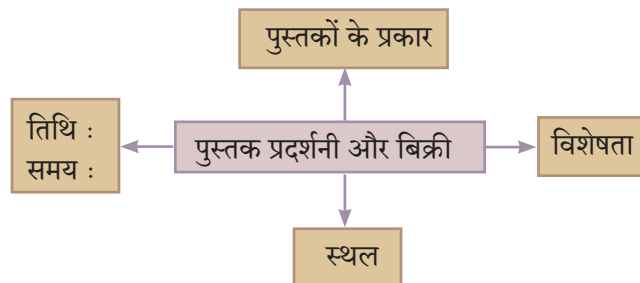 पुस्तकों के प्रकार
तिथि :
समय :
पुस्तक प्रदर्शनी और बिक्री
विशेषता
स्थल